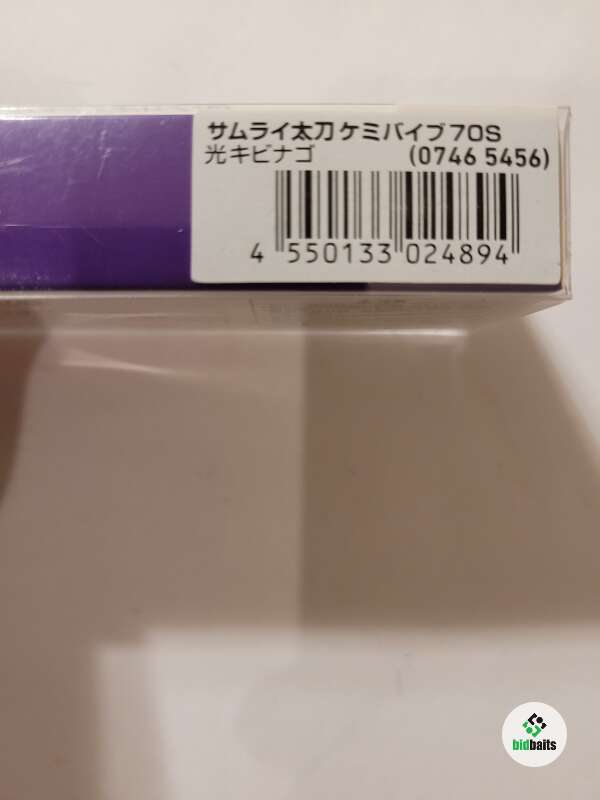 サムライ太刀ケミバイブ70S
光キビナゴ (0746 5456)
4 550133 024894
bidbaits